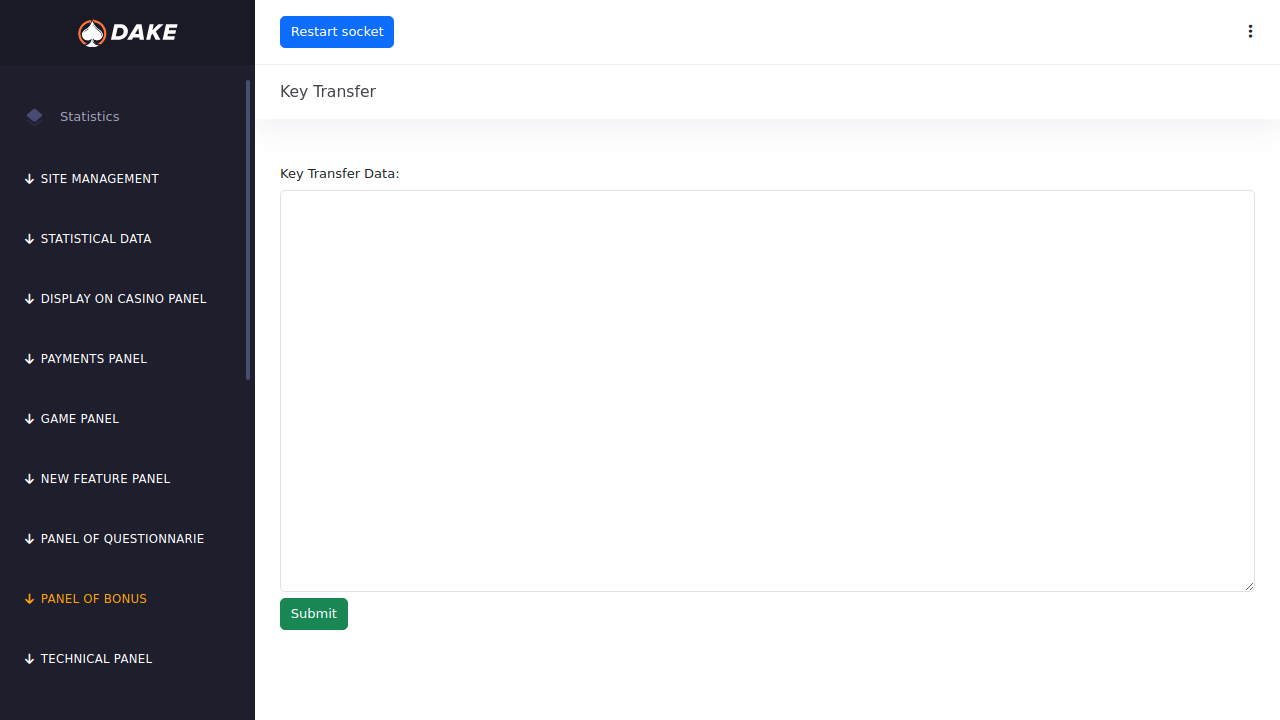 DAKE
Restart socket
Key Transfer
Statistics
SITE MANAGEMENT
STATISTICAL DATA
DISPLAY ON CASINO PANEL
PAYMENTS PANEL
GAME PANEL
NEW FEATURE PANEL
PANEL OF QUESTIONNARIE
PANEL OF BONUS
TECHNICAL PANEL
Key Transfer Data:
Submit